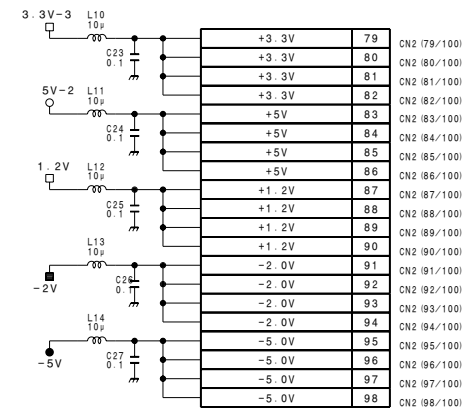 3.3V-3
L10
10μ
C23
0.1
+3.3V 79 CN2 (79/100)
+3.3V 80 CN2 (80/100)
+3.3V 81 CN2 (81/100)
+3.3V 82 CN2 (82/100)
5V-2
L11
10μ
C24
0.1
+5V 83 CN2 (83/100)
+5V 84 CN2 (84/100)
+5V 85 CN2 (85/100)
+5V 86 CN2 (86/100)
1.2V
L12
10μ
C25
0.1
+1.2V 87 CN2 (87/100)
+1.2V 88 CN2 (88/100)
+1.2V 89 CN2 (89/100)
+1.2V 90 CN2 (90/100)
L13
10μ
-2V
C26
0.1
-2.0V 91 CN2 (91/100)
-2.0V 92 CN2 (92/100)
-2.0V 93 CN2 (93/100)
-2.0V 94 CN2 (94/100)
L14
10μ
-5V
C27
0.1
-5.0V 95 CN2 (95/100)
-5.0V 96 CN2 (96/100)
-5.0V 97 CN2 (97/100)
-5.0V 98 CN2 (98/100)